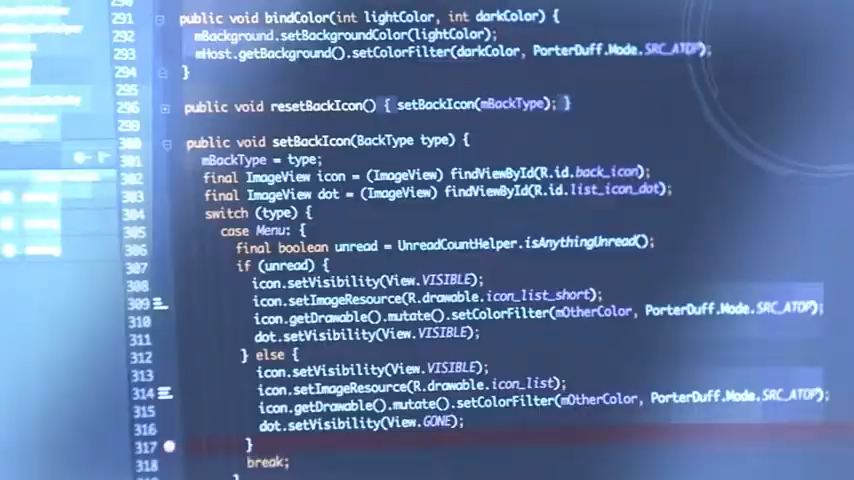 290
291 public void bindColor(int lightColor, int darkColor) {
292 mBackground.setBackgroundColor(lightColor);
293 mHost.getBackground().setColorFilter(darkColor, PorterDuff.Mode.SRC_ATOP);
294 }
295
296 public void resetBackIcon() { setBackIcon(mBackType); }
299
300 public void setBackIcon(BackType type) {
301 mBackType = type;
302 final ImageView icon = (ImageView) findViewById(R.id.back_icon);
303 final ImageView dot = (ImageView) findViewById(R.id.list_icon_dot);
304 switch (type) {
305 case Menu: {
306 final boolean unread = UnreadCountHelper.isAnythingUnread();
307 if (unread) {
308 icon.setVisibility(View.VISIBLE);
309 icon.setImageResource(R.drawable.icon_list_short);
310 icon.getDrawable().mutate().setColorFilter(mOtherColor, PorterDuff.Mode.SRC_ATOP);
311 dot.setVisibility(View.VISIBLE);
312 } else {
313 icon.setVisibility(View.VISIBLE);
314 icon.setImageResource(R.drawable.icon_list);
315 icon.getDrawable().mutate().setColorFilter(mOtherColor, PorterDuff.Mode.SRC_ATOP);
316 dot.setVisibility(View.GONE);
317 }
318 break;
}